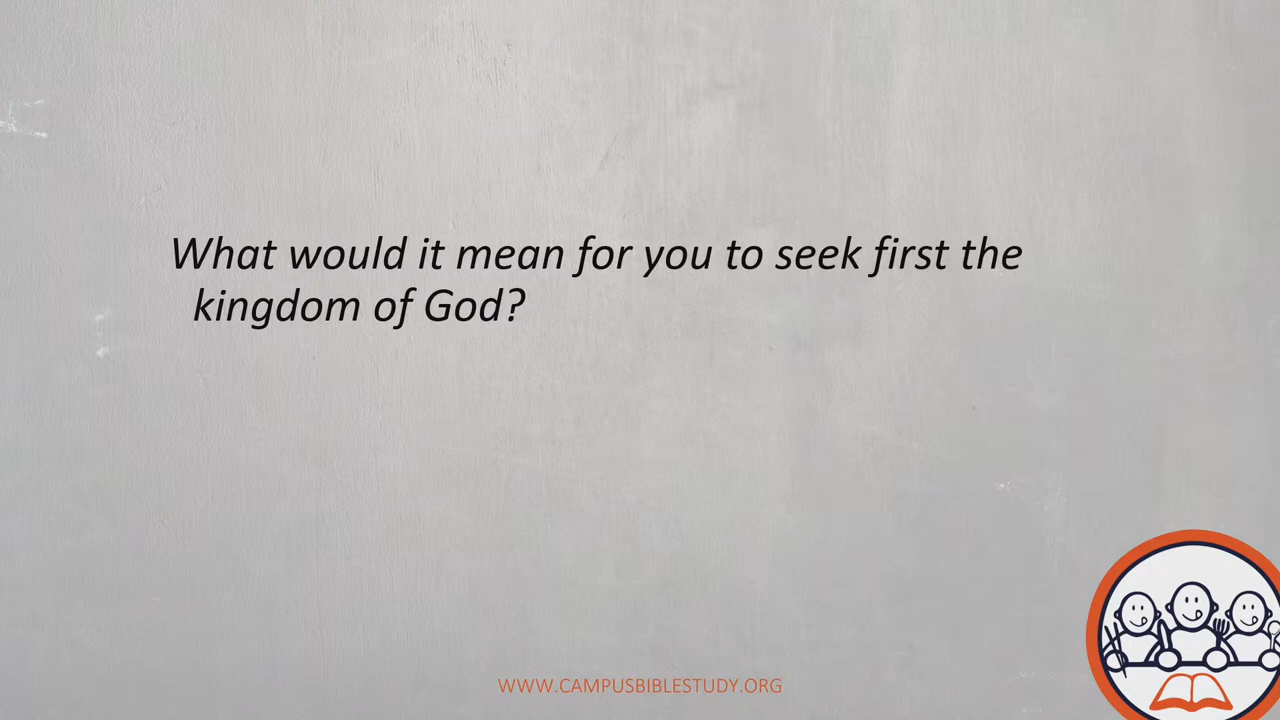 What would it mean for you to seek first the
kingdom of God?
WWW.CAMPUSBIBLESTUDY.ORG